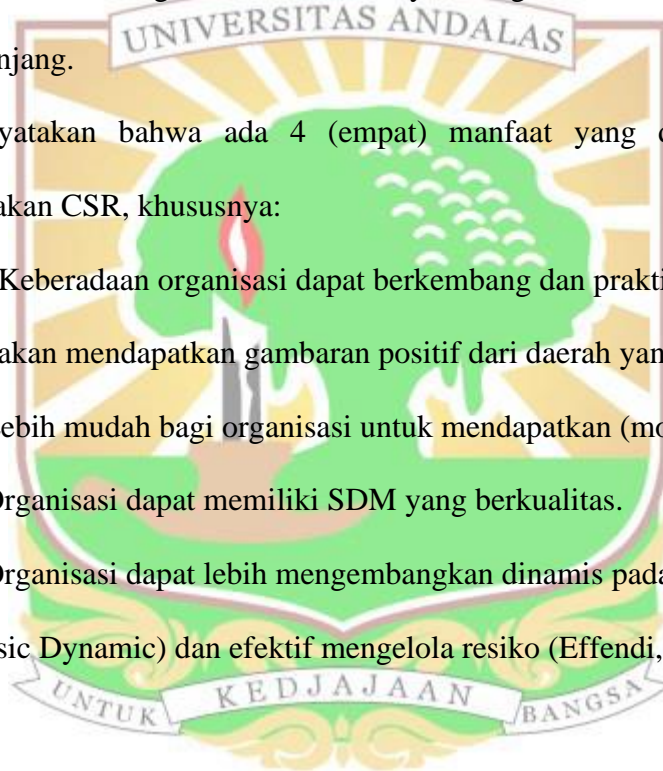 UNIVERSITAS ANDALAS
njang.
yatakan bahwa ada 4 (empat) manfaat yang
akan CSR, khususnya:
Keberadaan organisasi dapat berkembang dan prakti
akan mendapatkan gambaran positif dari daerah yan
ebih mudah bagi organisasi untuk mendapatkan (mo
Organisasi dapat memiliki SDM yang berkualitas.
Organisasi dapat lebih mengembangkan dinamis pada
sic Dynamic) dan efektif mengelola resiko (Effendi,
UNTUK KEDJAJAAN BANGSA